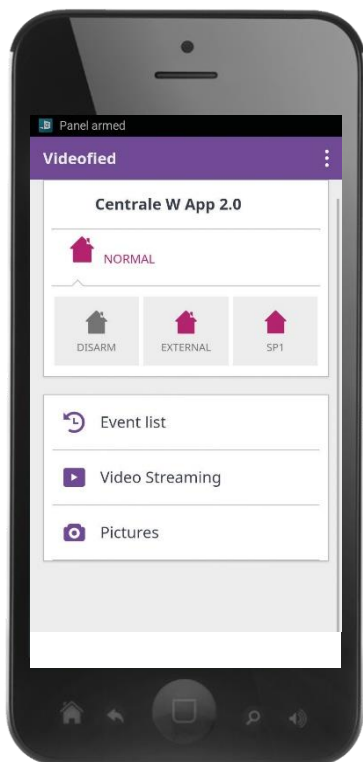 Panel armed
Videofied
Centrale W App 2.0
NORMAL
DISARM EXTERNAL SP1
Event list
Video Streaming
Pictures